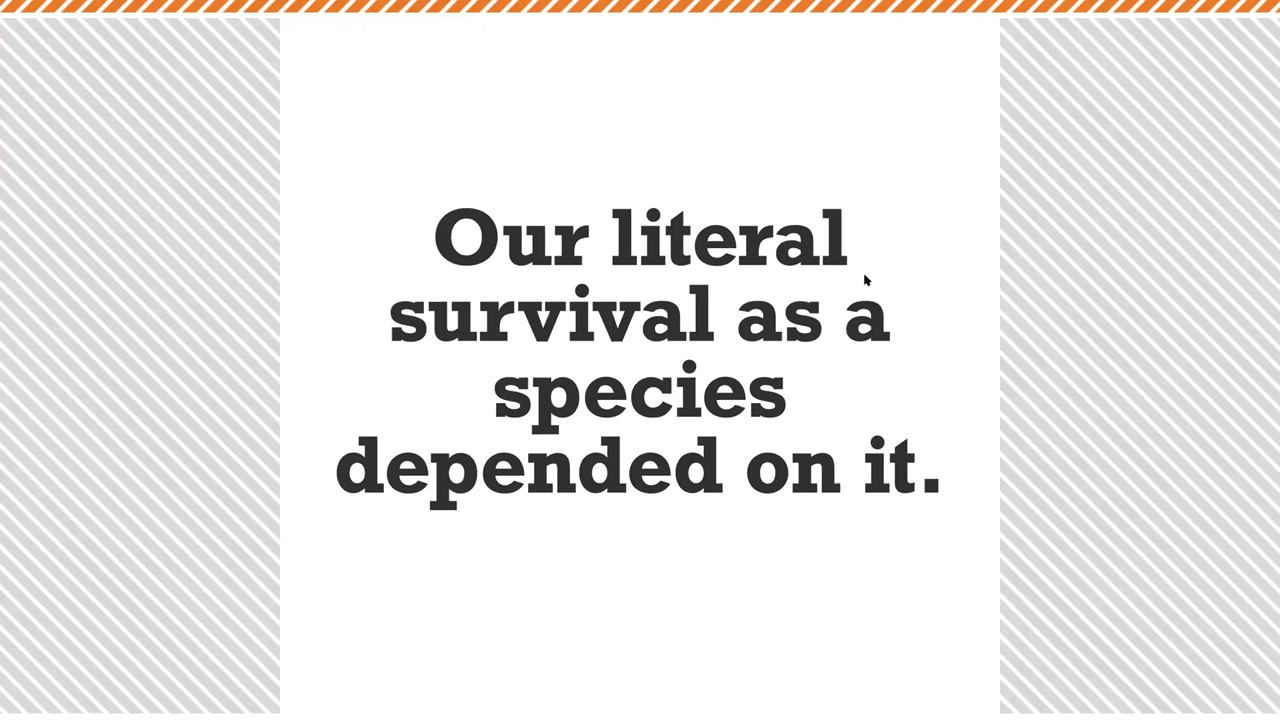 Our literal
survival as a
species
depended on it.